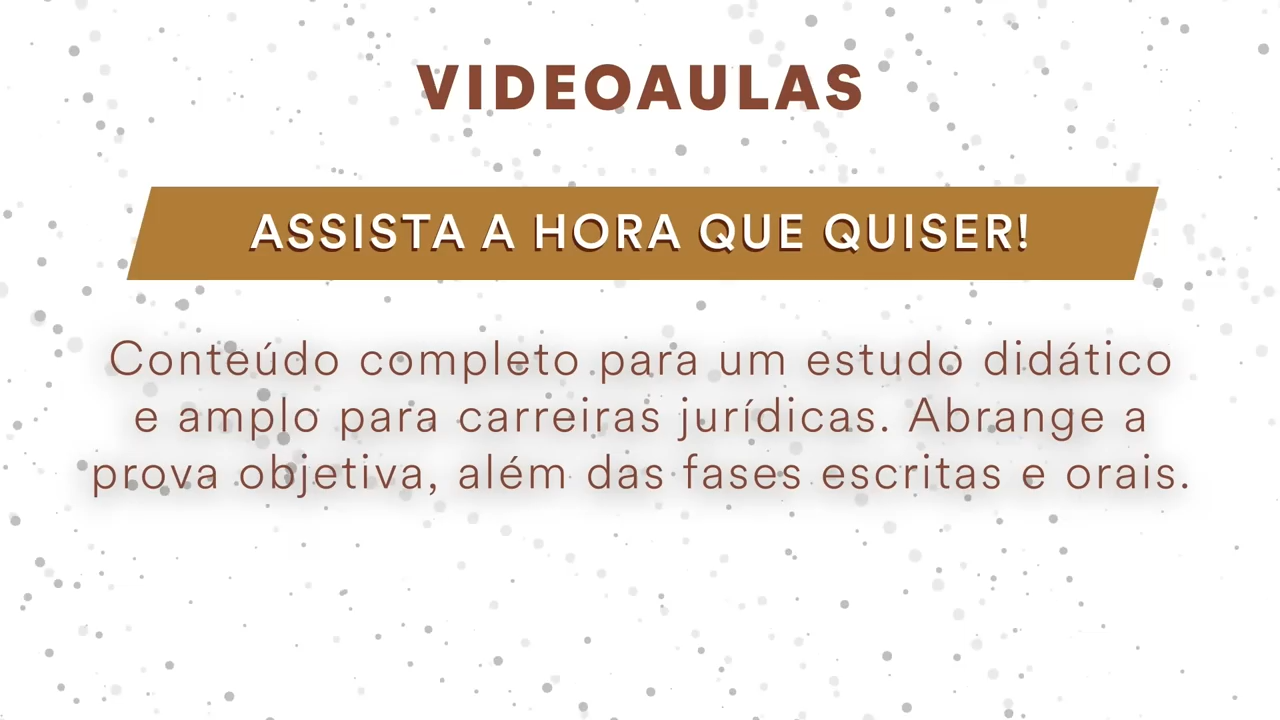 VIDEOAULAS
ASSISTA A HORA QUE QUISER!
Conteúdo completo para um estudo didático
e amplo para carreiras jurídicas. Abrange a
prova objetiva, além das fases escritas e orais.